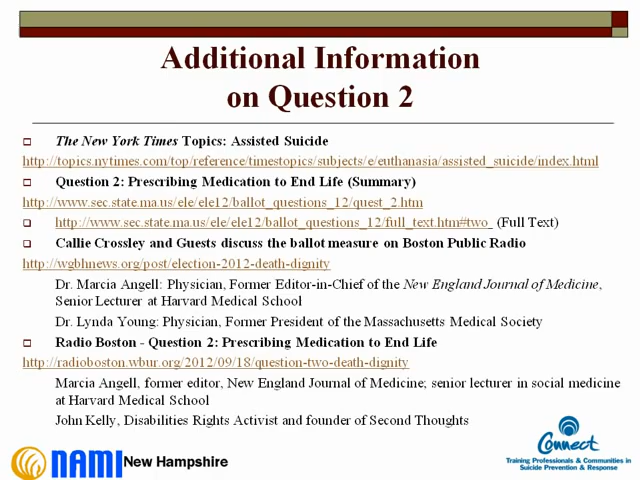 Additional Information
on Question 2
The New York Times Topics: Assisted Suicide
http://topics.nytimes.com/top/reference/timestopics/subjects/e/euthanasia/assisted_suicide/index.html
Question 2: Prescribing Medication to End Life (Summary)
http://www.sec.state.ma.us/ele/ele12/ballot_questions_12/quest_2.htm
http://www.sec.state.ma.us/ele/ele12/ballot_questions_12/full_text.htm#two (Full Text)
Callie Crossley and Guests discuss the ballot measure on Boston Public Radio
http://wgbhnews.org/post/election-2012-death-dignity
Dr. Marcia Angell: Physician, Former Editor-in-Chief of the New England Journal of Medicine,
Senior Lecturer at Harvard Medical School
Dr. Lynda Young: Physician, Former President of the Massachusetts Medical Society
Radio Boston - Question 2: Prescribing Medication to End Life
http://radioboston.wbur.org/2012/09/18/question-two-death-dignity
Marcia Angell, former editor, New England Journal of Medicine; senior lecturer in social medicine
at Harvard Medical School
John Kelly, Disabilities Rights Activist and founder of Second Thoughts
NAMI New Hampshire
Connect
Training Professionals & Communities in
Suicide Prevention & Response